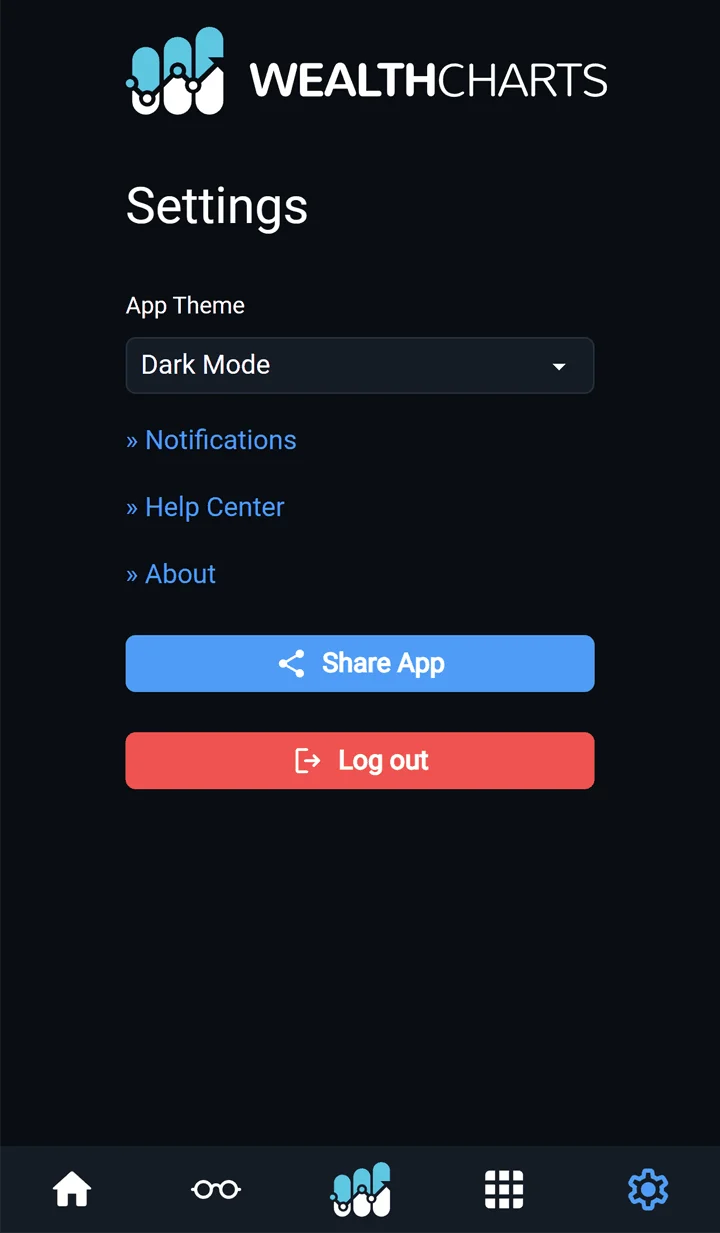 WEALTHCHARTS
Settings
App Theme
Dark Mode
» Notifications
» Help Center
» About
Share App
Log out